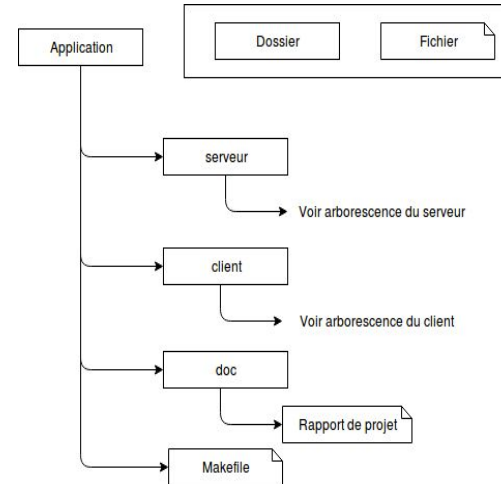 Application
Dossier
Fichier
serveur
Voir arborescence du serveur
client
Voir arborescence du client
doc
Rapport de projet
Makefile